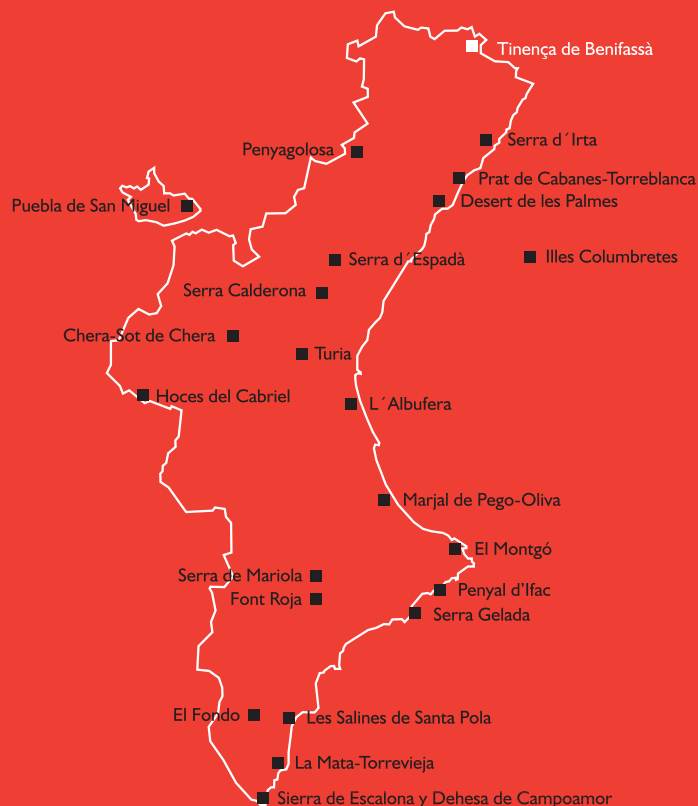 Tinença de Benifassà
Serra d´Irta
Penyagolosa
Prat de Cabanes-Torreblanca
Desert de les Palmes
Puebla de San Miguel
Serra d´Espadà
Illes Columbretes
Serra Calderona
Chera-Sot de Chera
Turia
Hoces del Cabriel
L´Albufera
Marjal de Pego-Oliva
El Montgó
Serra de Mariola
Penyal d'Ifac
Font Roja
Serra Gelada
El Fondo
Les Salines de Santa Pola
La Mata-Torrevieja
Sierra de Escalona y Dehesa de Campoamor